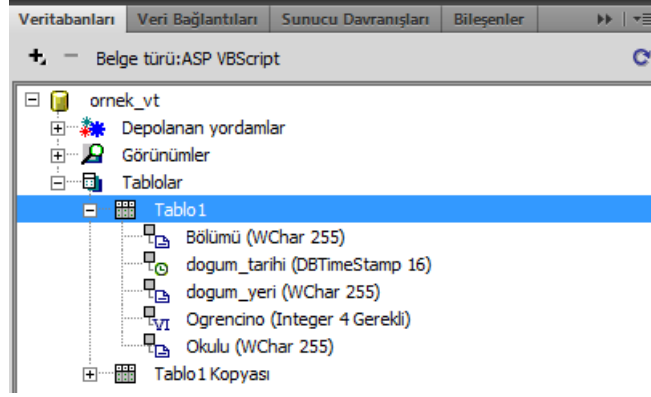 Veritabanları Veri Bağlantıları Sunucu Davranışları Bileşenler
Belge türü:ASP VBScript
ornek_vt
Depolanan yordamlar
Görünümler
Tablolar
Tablo1
Bölümü (WChar 255)
dogum_tarihi (DBTimeStamp 16)
dogum_yeri (WChar 255)
Ogrencino (Integer 4 Gerekli)
Okulu (WChar 255)
Tablo1 Kopyası